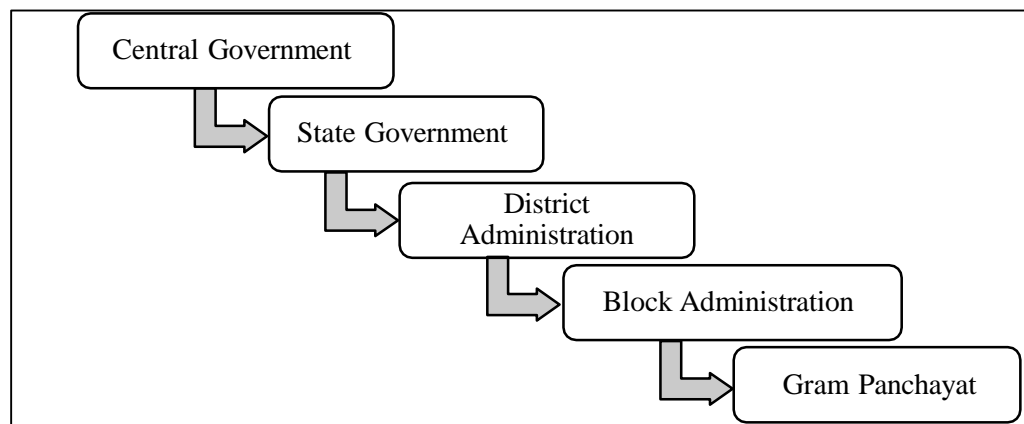 Central Government
State Government
District
Administration
Block Administration
Gram Panchayat